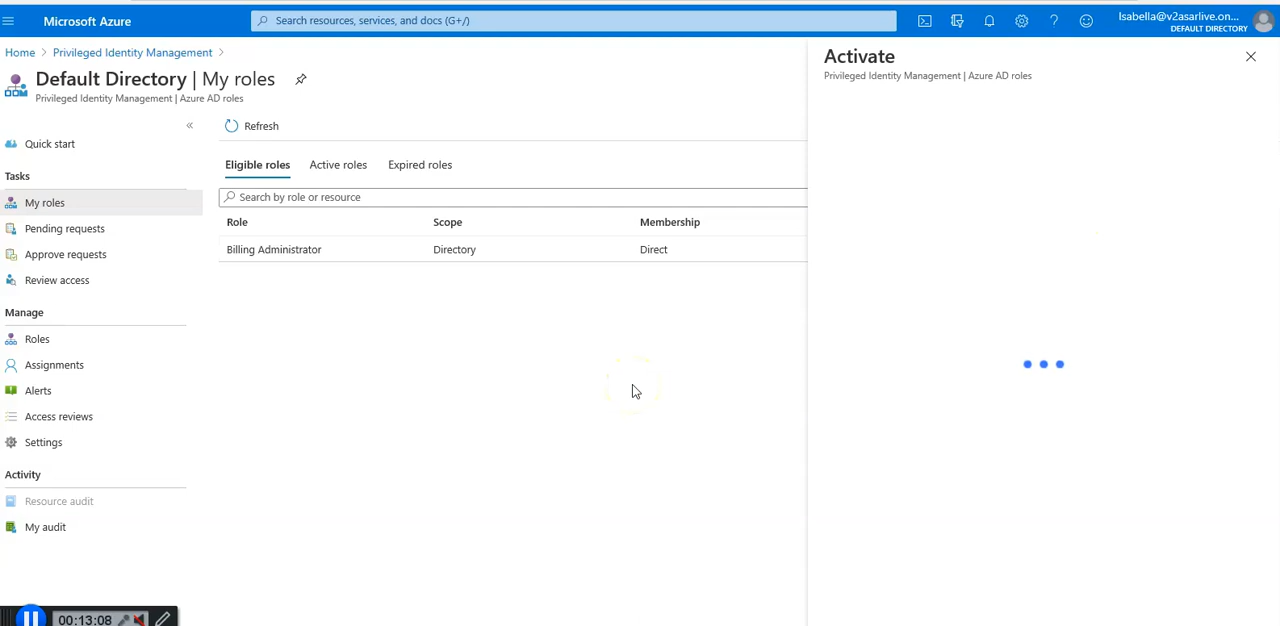 Microsoft Azure
Search resources, services, and docs (G+/)
Isabella@v2asarlive.on...
DEFAULT DIRECTORY
Home > Privileged Identity Management >
Default Directory | My roles
Privileged Identity Management | Azure AD roles
Activate
Privileged Identity Management | Azure AD roles
«
Quick start
Tasks
My roles
Pending requests
Approve requests
Review access
Manage
Roles
Assignments
Alerts
Access reviews
Settings
Activity
Resource audit
My audit
Refresh
Eligible roles Active roles Expired roles
Search by role or resource
Role Scope Membership
Billing Administrator Directory Direct
00:13:08